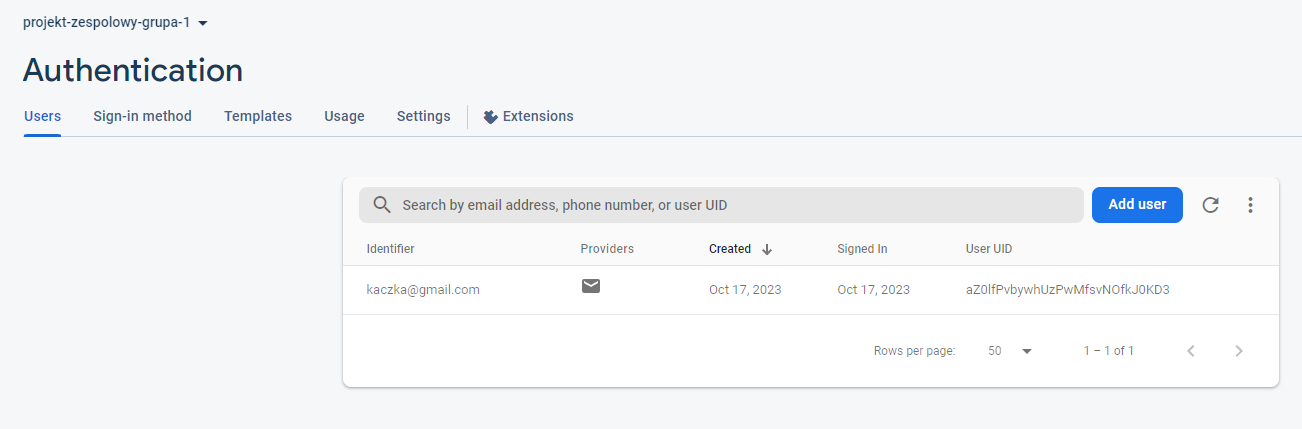 projekt-zespolowy-grupa-1
Authentication
Users Sign-in method Templates Usage Settings Extensions
Search by email address, phone number, or user UID Add user
Identifier Providers Created Signed In User UID
kaczka@gmail.com Oct 17, 2023 Oct 17, 2023 aZ0lfPvbywhUzPwMfsvNOfkJ0KD3
Rows per page: 50 1 – 1 of 1